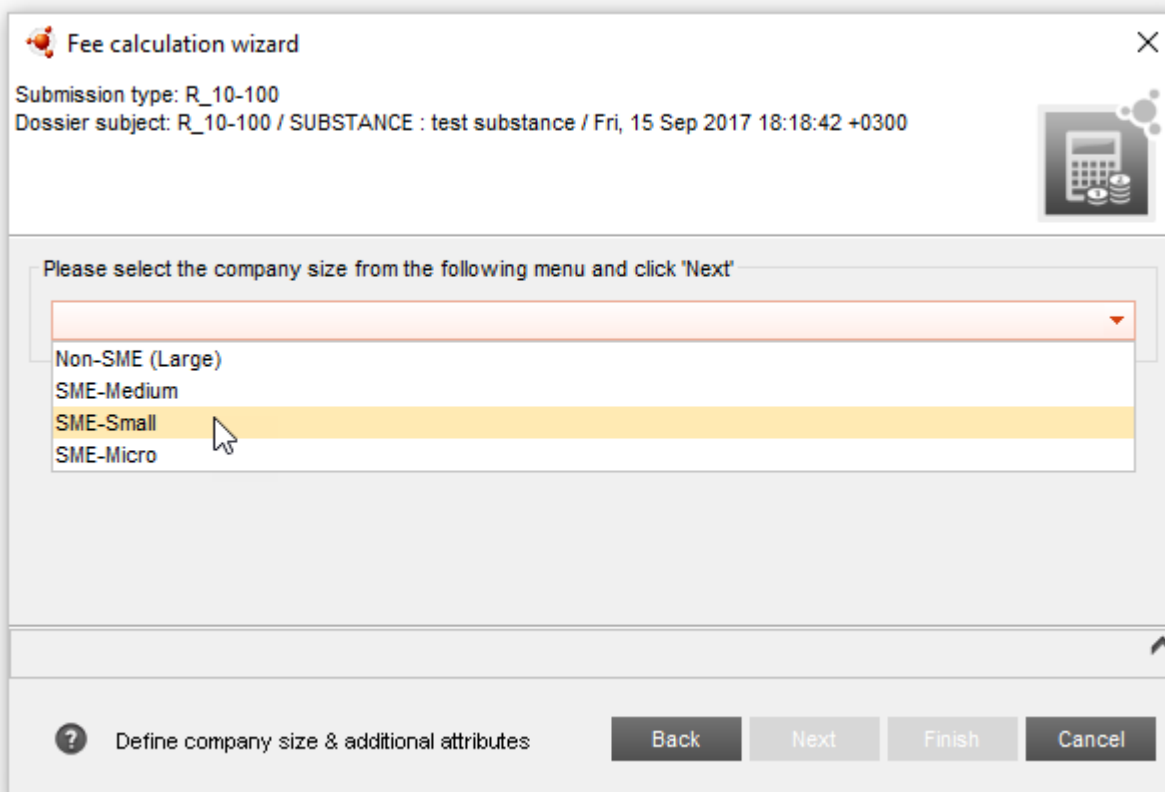 Fee calculation wizard
Submission type: R_10-100
Dossier subject: R_10-100 / SUBSTANCE : test substance / Fri, 15 Sep 2017 18:18:42 +0300
Please select the company size from the following menu and click 'Next'
Non-SME (Large)
SME-Medium
SME-Small
SME-Micro
? Define company size & additional attributes Back Next Finish Cancel